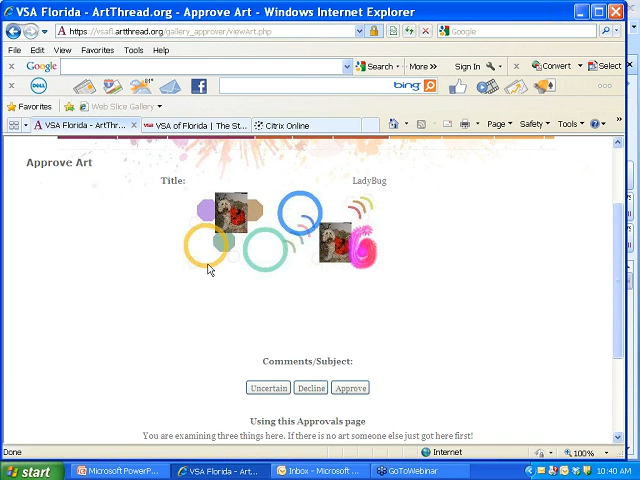 VSA Florida - ArtThread.org - Approve Art - Windows Internet Explorer
https://vsafl.artthread.org/gallery_approver/viewArt.php
Google
File Edit View Favorites Tools Help
x Google Search More » Sign In x Convert Select
x DELL 81° bing
Favorites Web Slice Gallery
VSA Florida - ArtThr... x VSA of Florida | The St... Citrix Online Page Safety Tools »
Approve Art
Title: LadyBug
Comments/Subject:
Uncertain Decline Approve
Using this Approvals page
You are examining three things here. If there is no art someone else just got here first!
Done Internet 100%
start Microsoft PowerP... VSA Florida - Art... Inbox - Microsoft ... GoToWebinar 10:40 AM